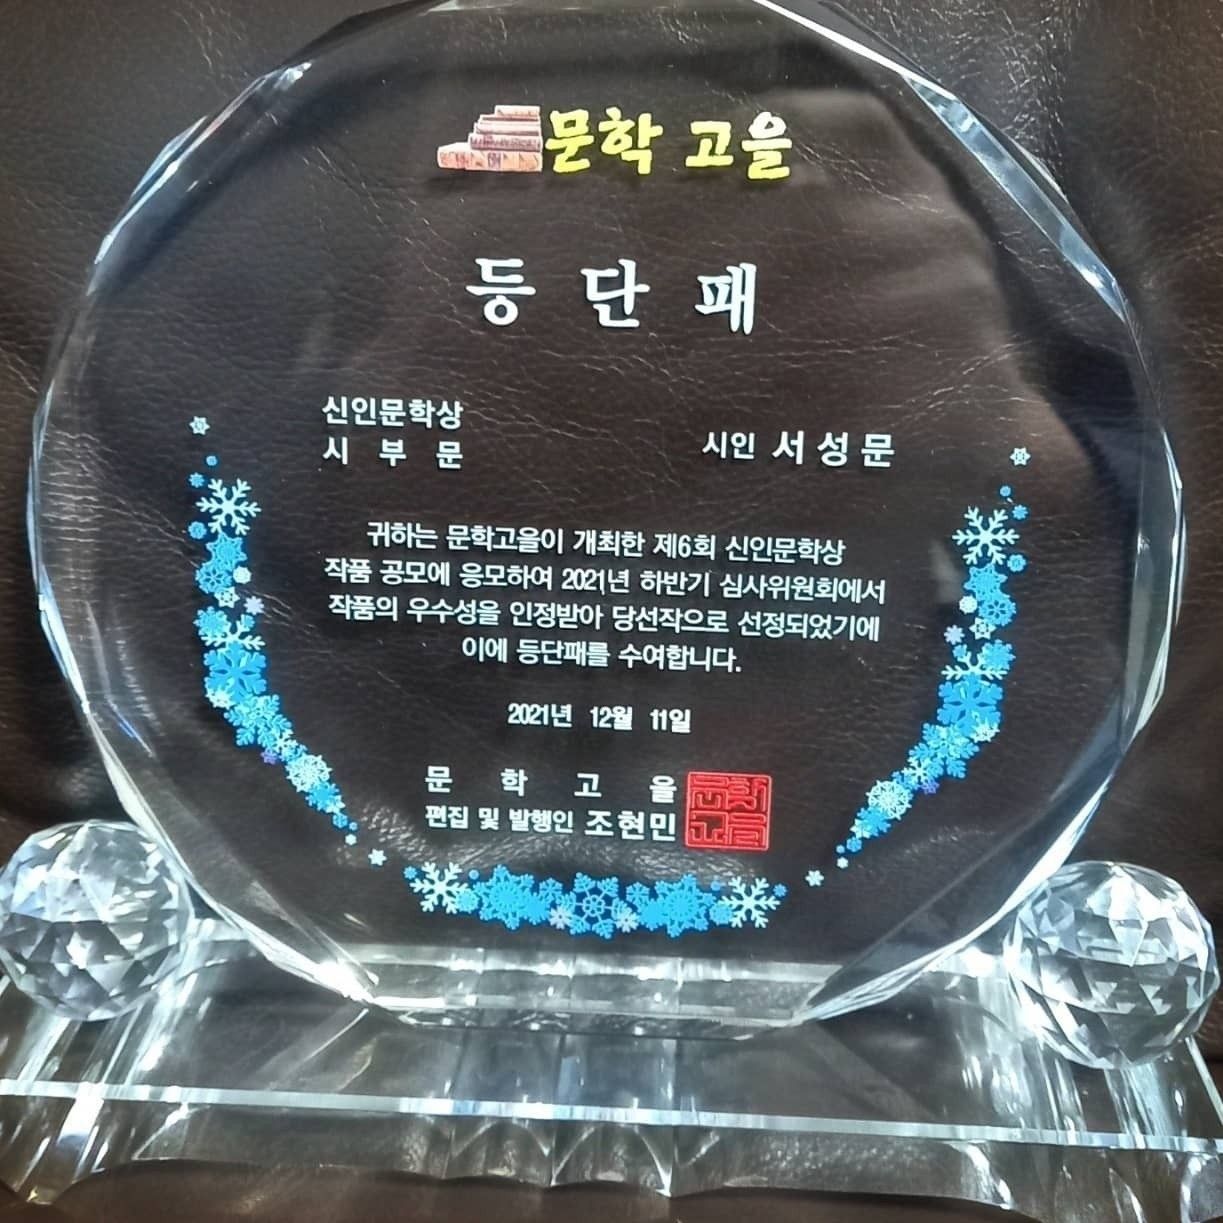 문학 고을
등단패
신인문학상
시 부 문
시인 서성문
귀하는 문학고을이 개최한 제6회 신인문학상
작품 공모에 응모하여 2021년 하반기 심사위원회에서
작품의 우수성을 인정받아 당선작으로 선정되었기에
이에 등단패를 수여합니다.
2021년 12월 11일
문 학 고 을
편집 및 발행인 조현민